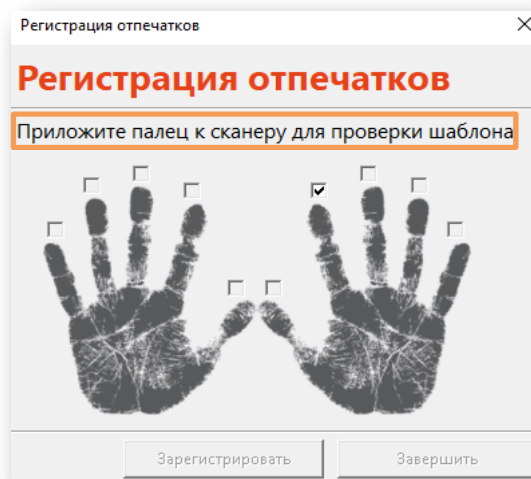 Регистрация отпечатков
Регистрация отпечатков
Приложите палец к сканеру для проверки шаблона
Зарегистрировать
Завершить